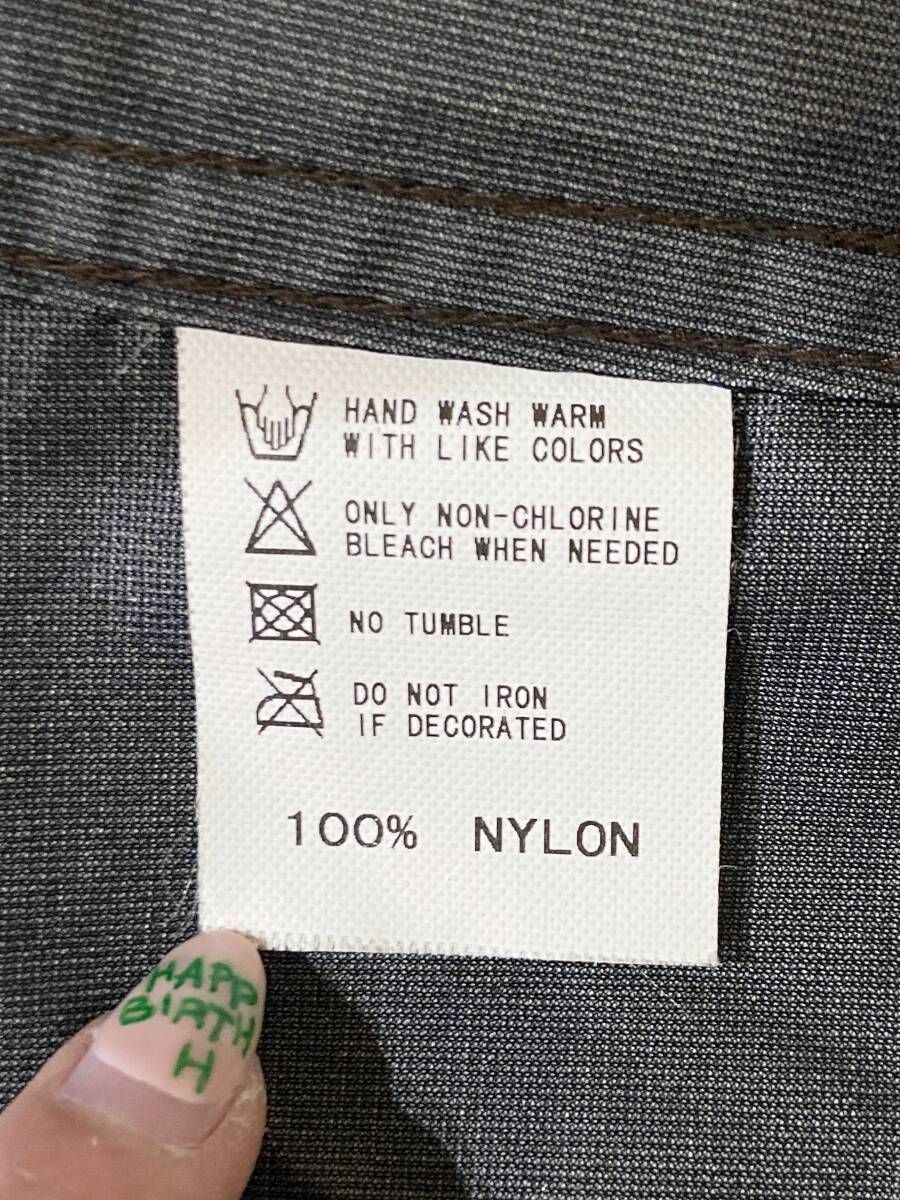 HAND WASH WARM
WITH LIKE COLORS
ONLY NON-CHLORINE
BLEACH WHEN NEEDED
NO TUMBLE
DO NOT IRON
IF DECORATED
100% NYLON
HAPP
BIRTH
H